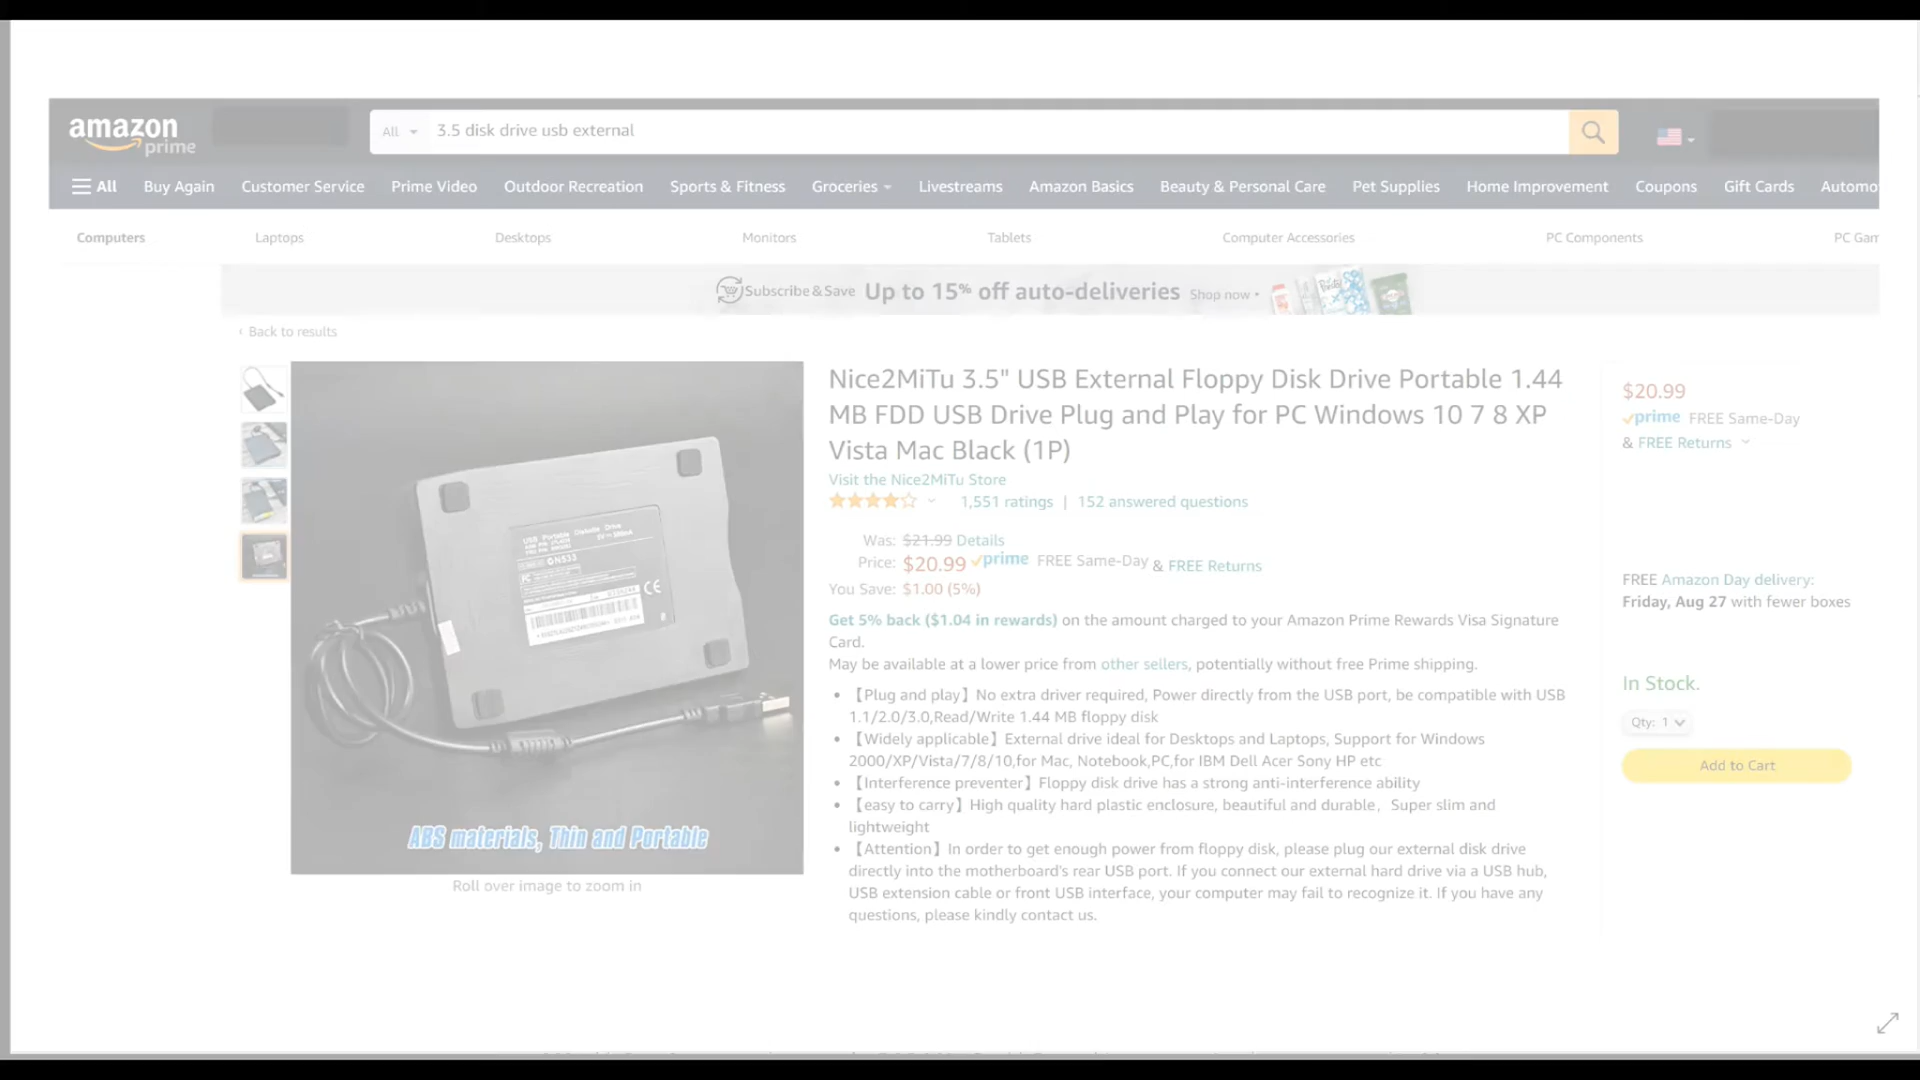 amazon
prime
All
3.5 disk drive usb external
All Buy Again Customer Service Prime Video Outdoor Recreation Sports & Fitness Groceries Livestreams Amazon Basics Beauty & Personal Care Pet Supplies Home Improvement Coupons Gift Cards Automo
Computers Laptops Desktops Monitors Tablets Computer Accessories PC Components PC Gam
Subscribe & Save Up to 15% off auto-deliveries Shop now
‹ Back to results
Nice2MiTu 3.5" USB External Floppy Disk Drive Portable 1.44
MB FDD USB Drive Plug and Play for PC Windows 10 7 8 XP
Vista Mac Black (1P)
Visit the Nice2MiTu Store
1,551 ratings | 152 answered questions
Was: $21.99 Details
Price: $20.99 prime FREE Same-Day & FREE Returns
You Save: $1.00 (5%)
Get 5% back ($1.04 in rewards) on the amount charged to your Amazon Prime Rewards Visa Signature
Card.
May be available at a lower price from other sellers, potentially without free Prime shipping.
• 【Plug and play】No extra driver required, Power directly from the USB port, be compatible with USB
1.1/2.0/3.0,Read/Write 1.44 MB floppy disk
• 【Widely applicable】External drive ideal for Desktops and Laptops, Support for Windows
2000/XP/Vista/7/8/10,for Mac, Notebook,PC,for IBM Dell Acer Sony HP etc
• 【Interference preventer】Floppy disk drive has a strong anti-interference ability
• 【easy to carry】High quality hard plastic enclosure, beautiful and durable，Super slim and
lightweight
• 【Attention】In order to get enough power from floppy disk, please plug our external disk drive
directly into the motherboard's rear USB port. If you connect our external hard drive via a USB hub,
USB extension cable or front USB interface, your computer may fail to recognize it. If you have any
questions, please kindly contact us.
USB Portable Diskette Drive
GN533
CE
ABS materials, Thin and Portable
Roll over image to zoom in
$20.99
prime FREE Same-Day
& FREE Returns
FREE Amazon Day delivery:
Friday, Aug 27 with fewer boxes
In Stock.
Qty: 1
Add to Cart